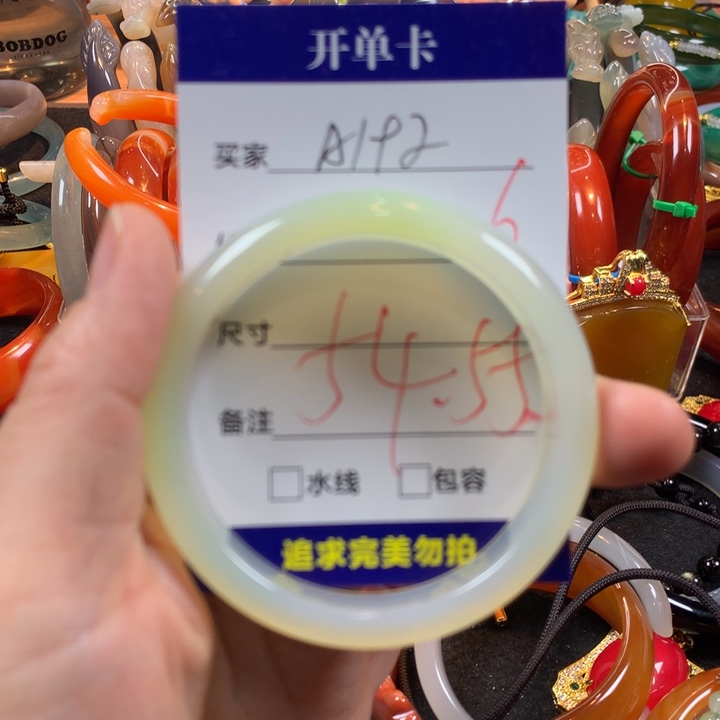 BOBDOG
开单卡
买家 A192
尺寸 54.55
备注
水线 包容
追求完美勿拍